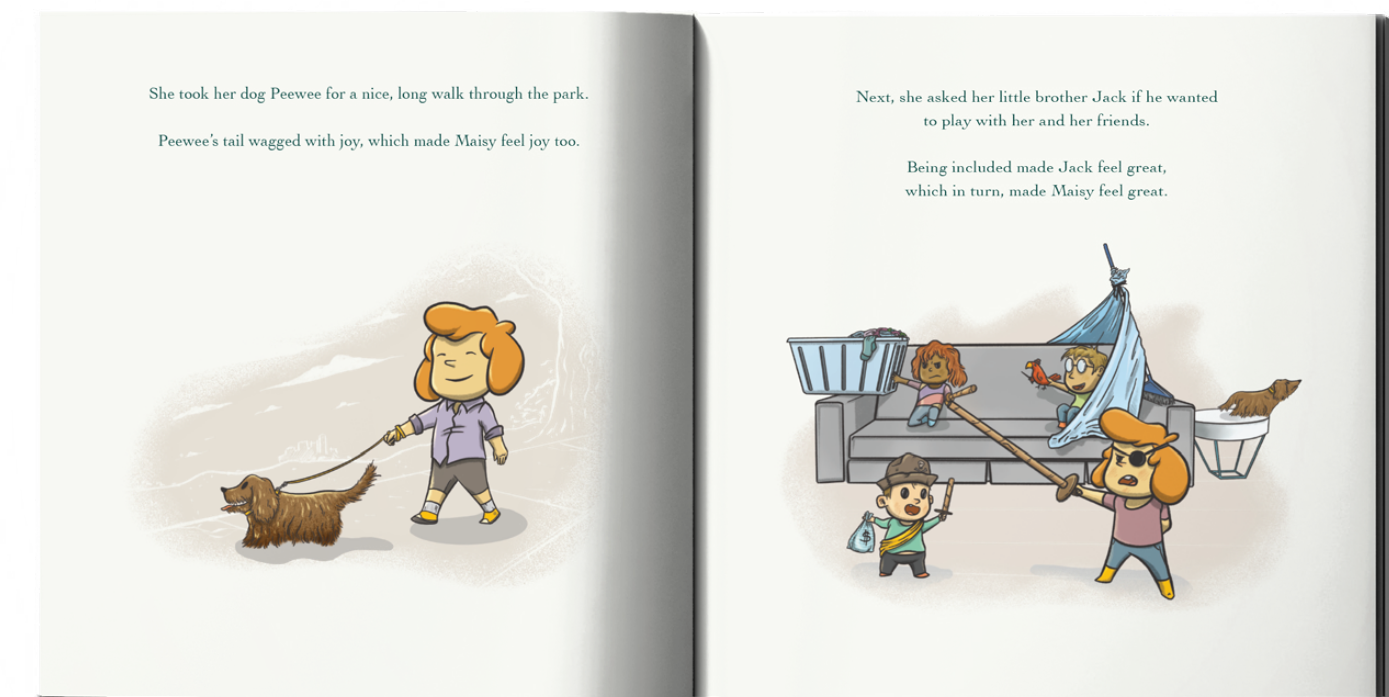 She took her dog Peewee for a nice, long walk through the park.
Peewee's tail wagged with joy, which made Maisy feel joy too.
Next, she asked her little brother Jack if he wanted
to play with her and her friends.
Being included made Jack feel great,
which in turn, made Maisy feel great.
$